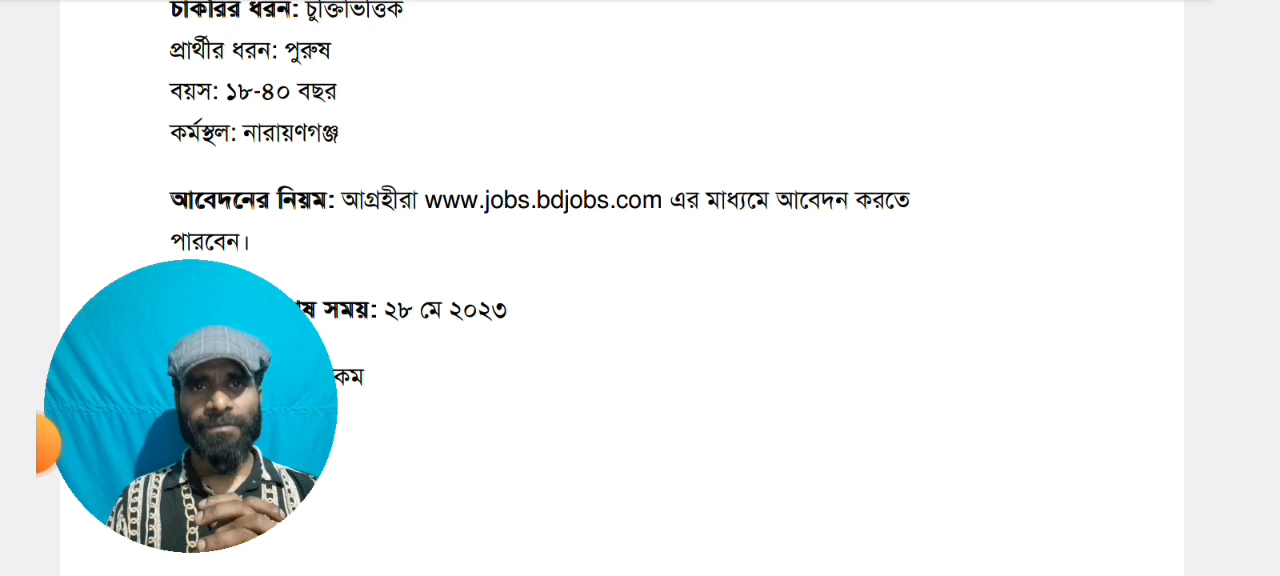 চাকরির ধরন: চুক্তিভিত্তিক
প্রার্থীর ধরন: পুরুষ
বয়স: ১৮-৪০ বছর
কর্মস্থল: নারায়ণগঞ্জ
আবেদনের নিয়ম: আগ্রহীরা www.jobs.bdjobs.com এর মাধ্যমে আবেদন করতে
পারবেন।
সময়: ২৮ মে ২০২৩
কম